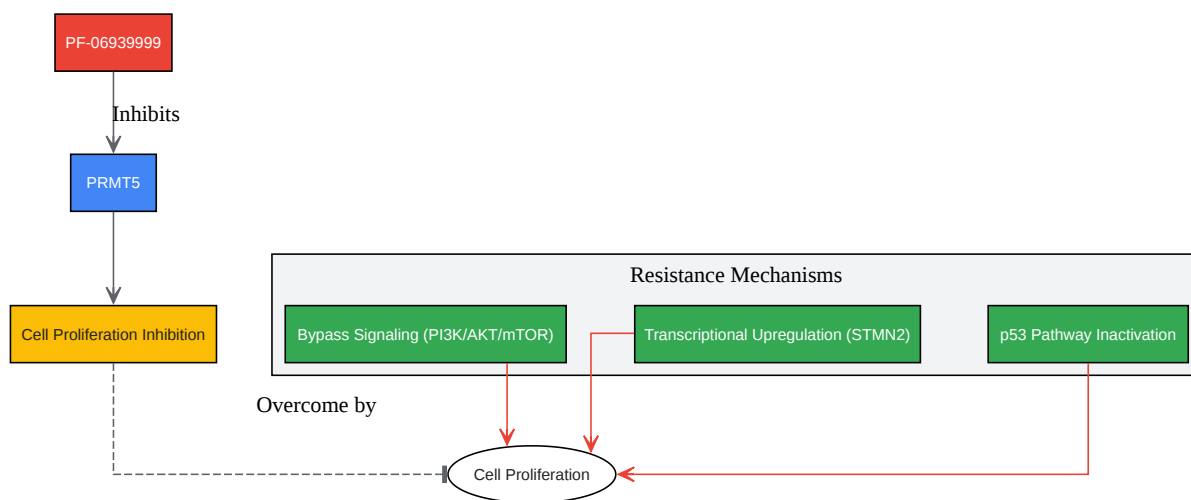 PF-06939999
Inhibits
PRMT5
Resistance Mechanisms
Cell Proliferation Inhibition
Bypass Signaling (PI3K/AKT/mTOR)
Transcriptional Upregulation (STMN2)
p53 Pathway Inactivation
Overcome by
Cell Proliferation